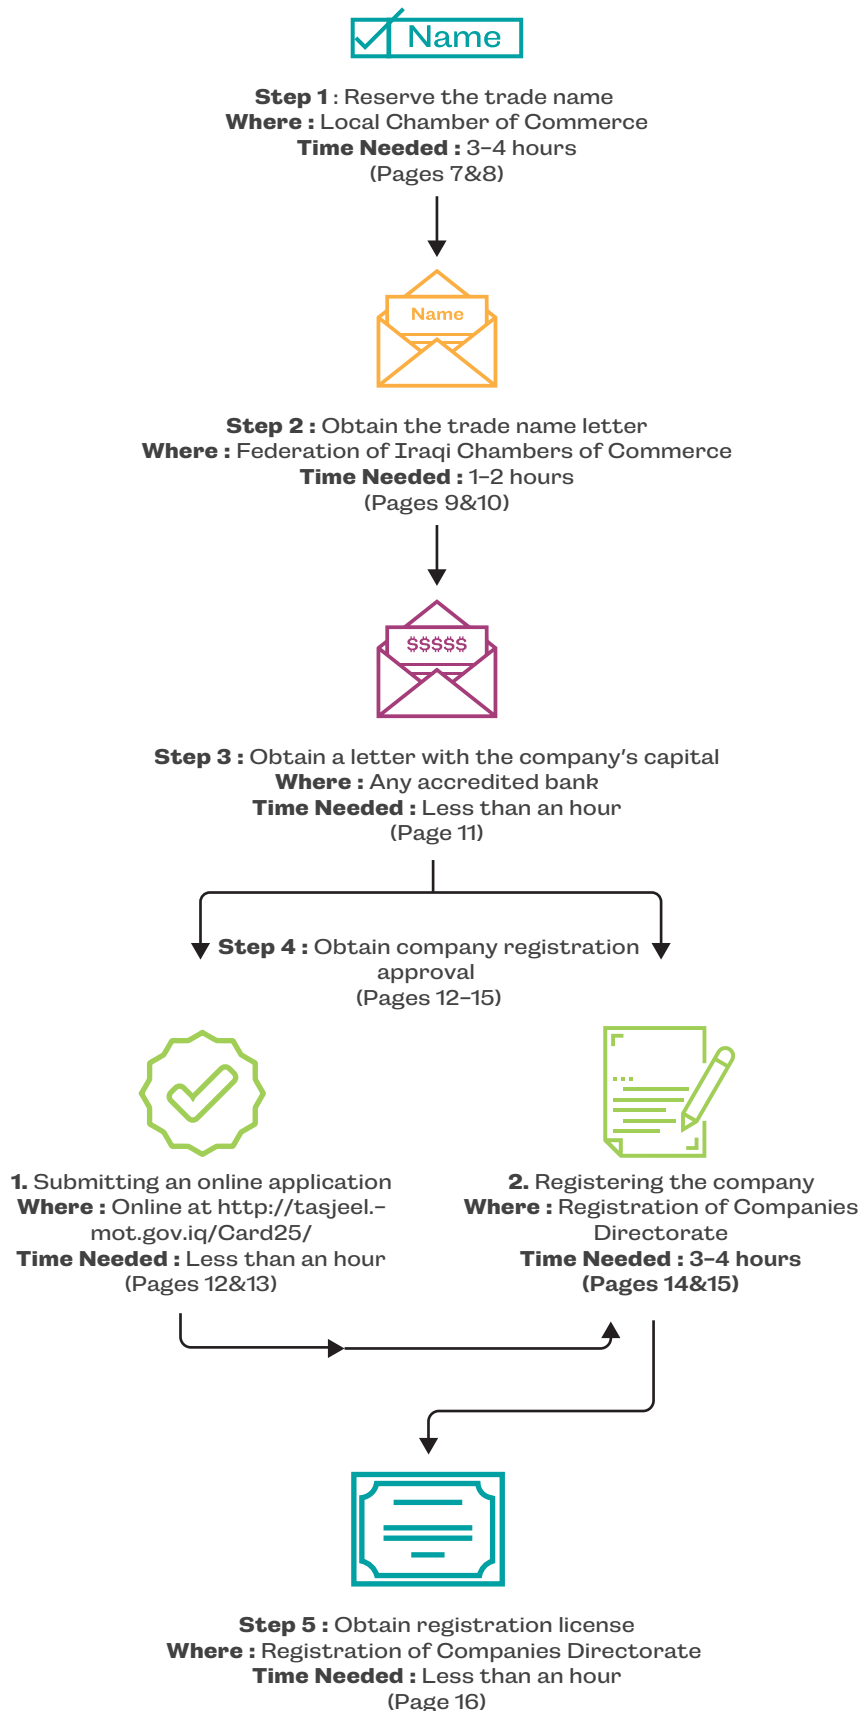 Name
Step 1 : Reserve the trade name
Where : Local Chamber of Commerce
Time Needed : 3-4 hours
(Pages 7&8)
Name
Step 2 : Obtain the trade name letter
Where : Federation of Iraqi Chambers of Commerce
Time Needed : 1-2 hours
(Pages 9&10)
$$$$$
Step 3 : Obtain a letter with the company's capital
Where : Any accredited bank
Time Needed : Less than an hour
(Page 11)
Step 4 : Obtain company registration
approval
(Pages 12-15)
1. Submitting an online application
Where : Online at http://tasjeel.-
mot.gov.iq/Card25/
Time Needed : Less than an hour
(Pages 12&13)
2. Registering the company
Where : Registration of Companies
Directorate
Time Needed : 3-4 hours
(Pages 14&15)
Step 5 : Obtain registration license
Where : Registration of Companies Directorate
Time Needed : Less than an hour
(Page 16)